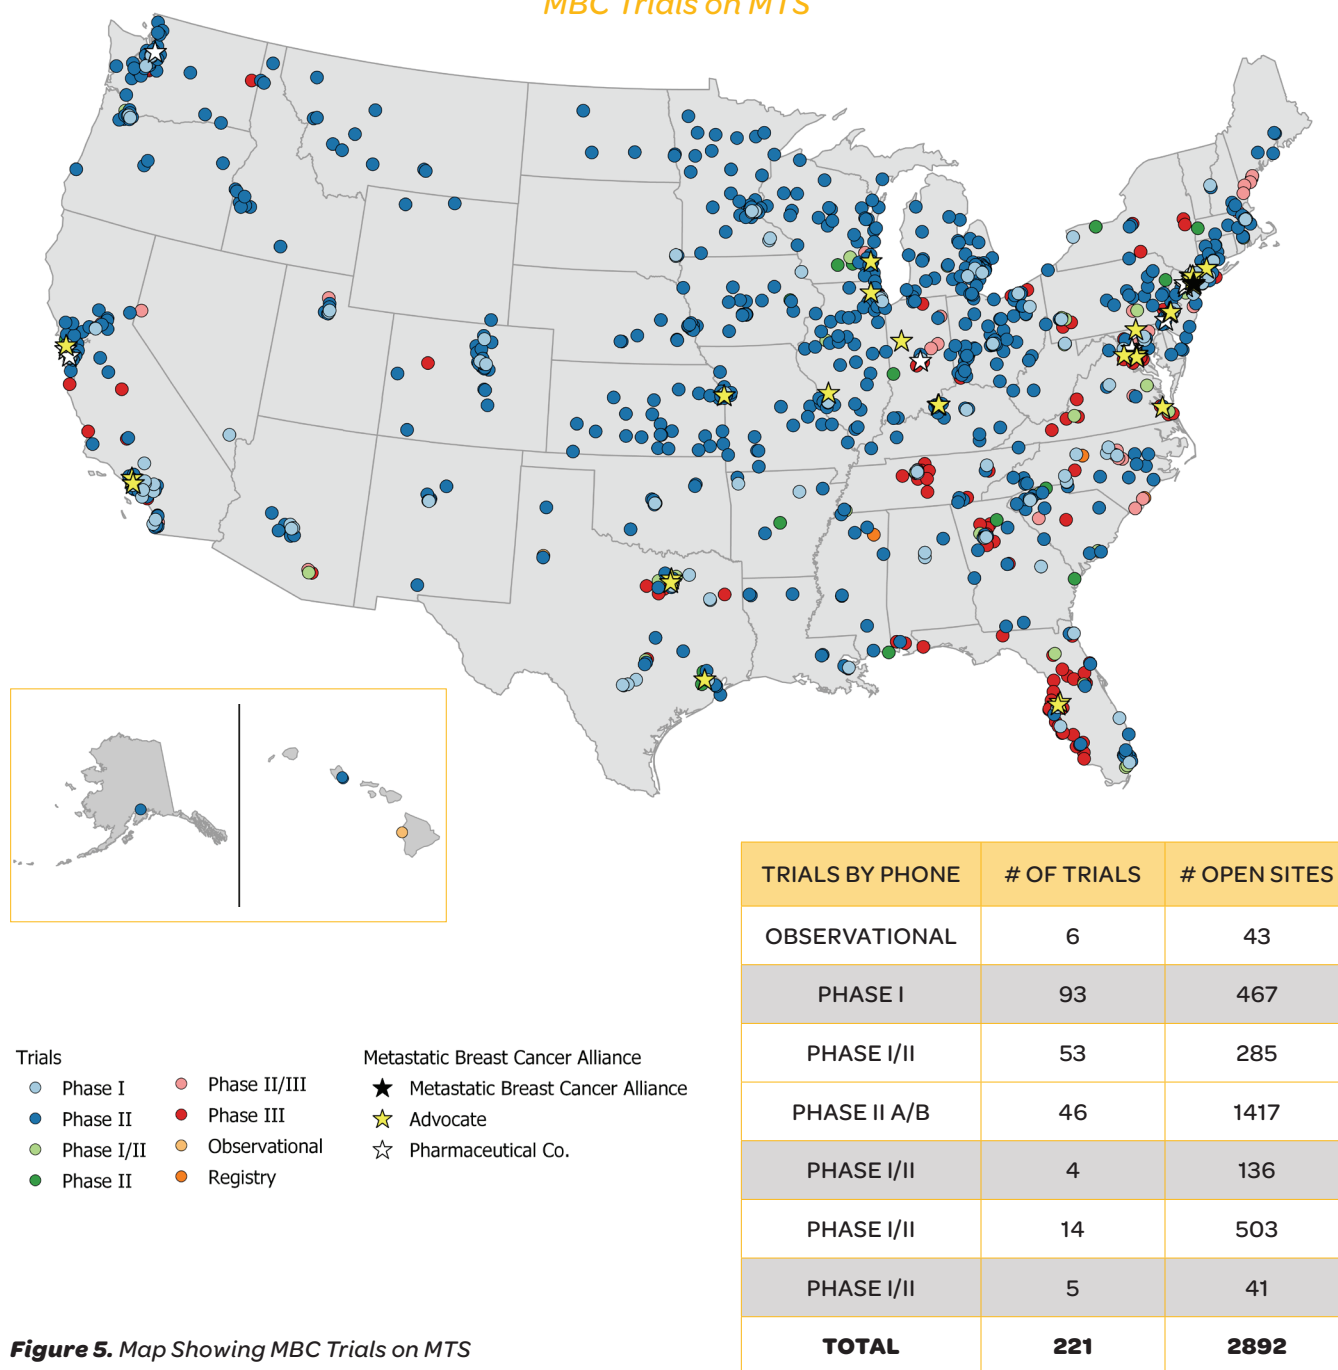 MBC Trials on MTS
TRIALS BY PHONE # OF TRIALS # OPEN SITES
OBSERVATIONAL 6 43
PHASE I 93 467
PHASE I/II 53 285
PHASE II A/B 46 1417
PHASE I/II 4 136
PHASE I/II 14 503
PHASE I/II 5 41
TOTAL 221 2892
Trials
Phase I
Phase II
Phase I/II
Phase II
Phase II/III
Phase III
Observational
Registry
Metastatic Breast Cancer Alliance
Metastatic Breast Cancer Alliance
Advocate
Pharmaceutical Co.
Figure 5. Map Showing MBC Trials on MTS